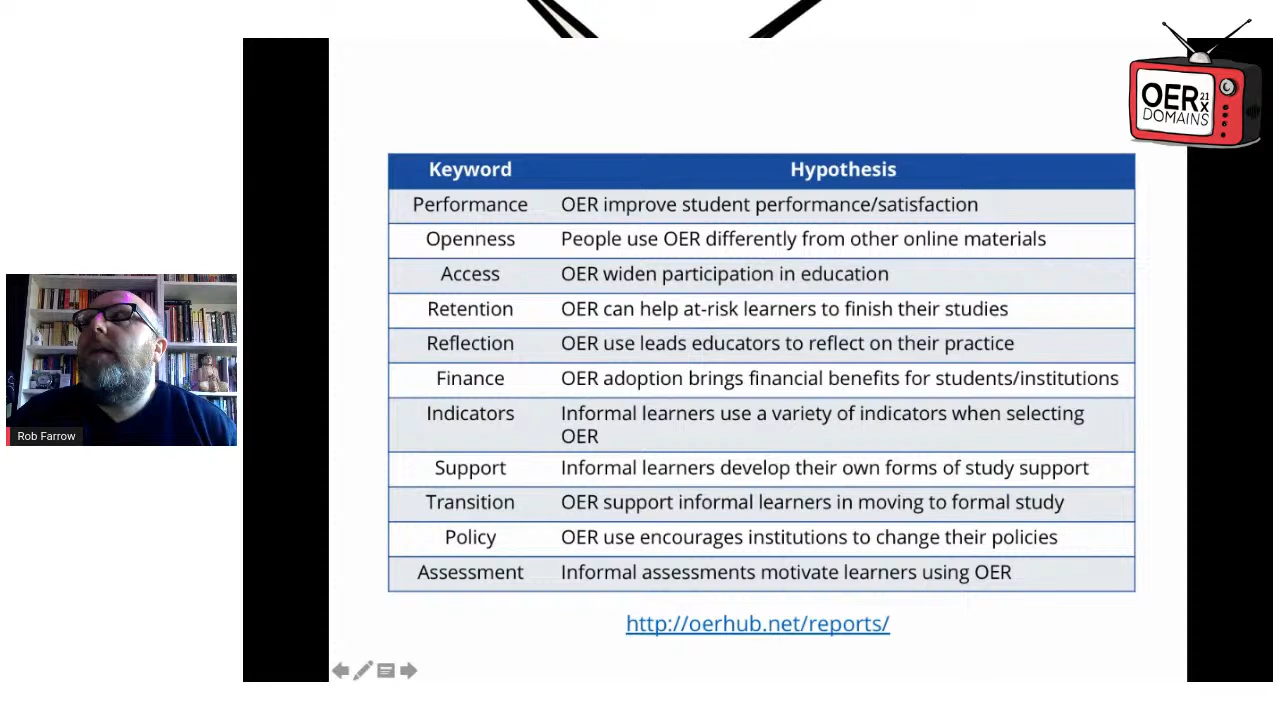 OER 21
x
DOMAINS
Keyword Hypothesis
Performance OER improve student performance/satisfaction
Openness People use OER differently from other online materials
Access OER widen participation in education
Retention OER can help at-risk learners to finish their studies
Reflection OER use leads educators to reflect on their practice
Finance OER adoption brings financial benefits for students/institutions
Indicators Informal learners use a variety of indicators when selecting
OER
Support Informal learners develop their own forms of study support
Transition OER support informal learners in moving to formal study
Policy OER use encourages institutions to change their policies
Assessment Informal assessments motivate learners using OER
http://oerhub.net/reports/
Rob Farrow